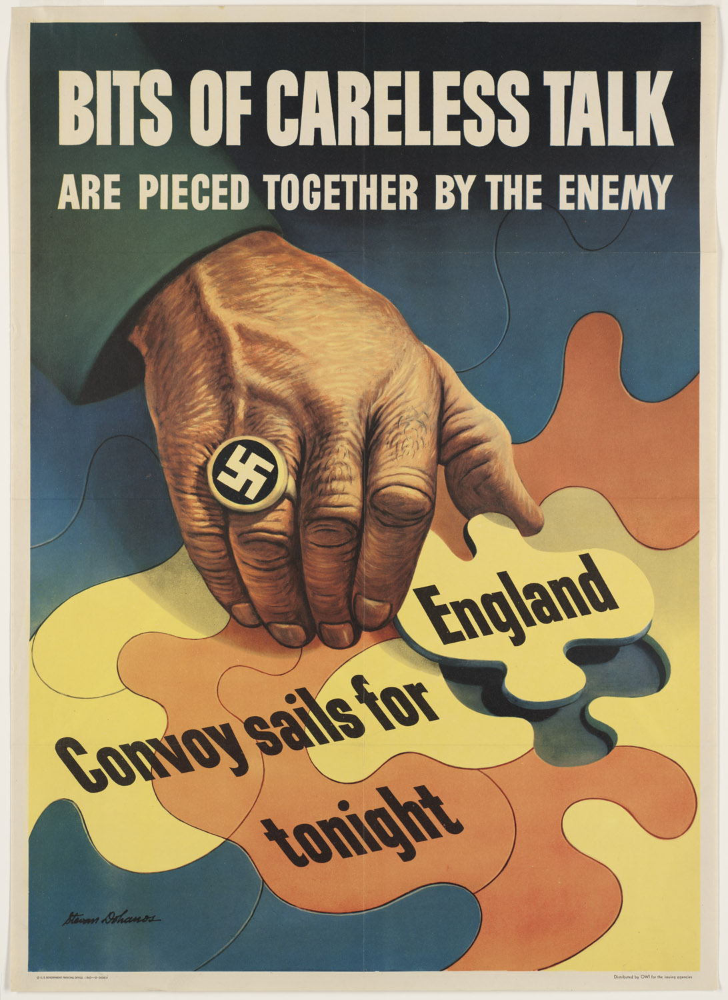 BITS OF CARELESS TALK
ARE PIECED TOGETHER BY THE ENEMY
England
Convoy sails for
tonight
Stevan Dohanos
U. S. GOVERNMENT PRINTING OFFICE : 1943—O-
Distributed by OWI for the issuing agencies